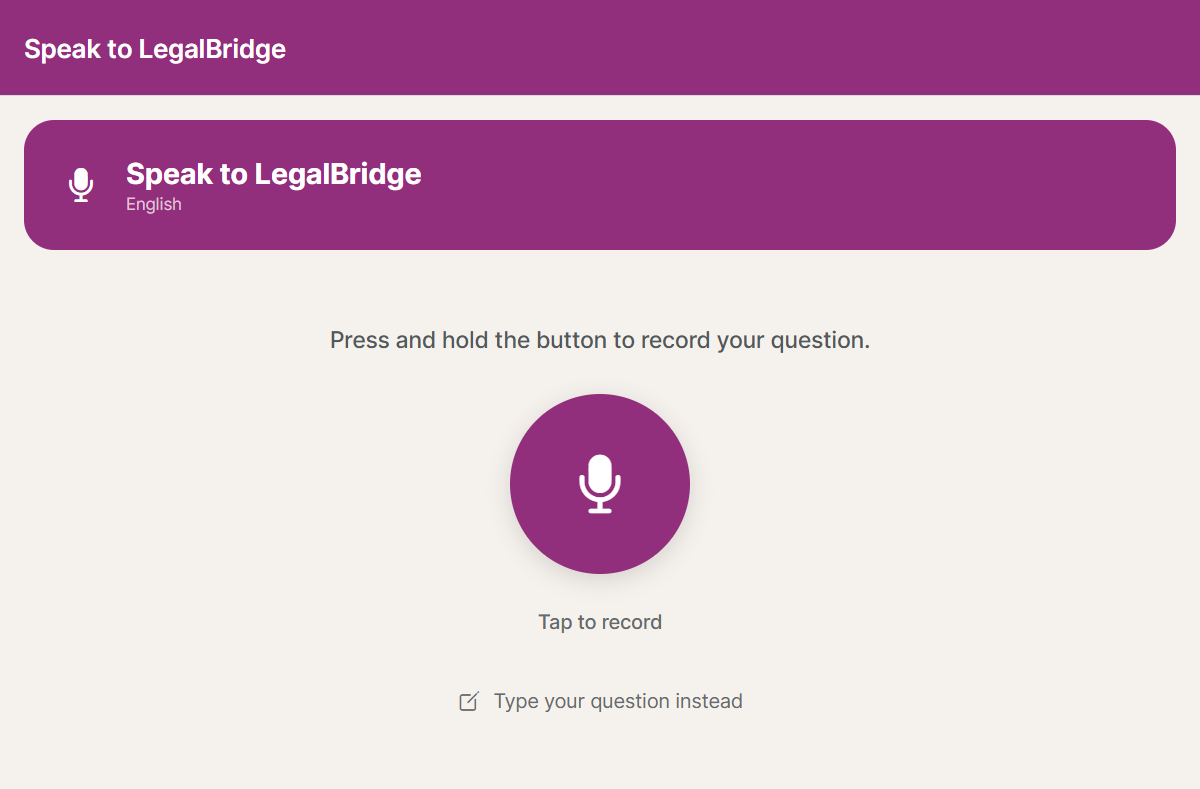 Speak to LegalBridge
Speak to LegalBridge
English
Press and hold the button to record your question.
Tap to record
Type your question instead